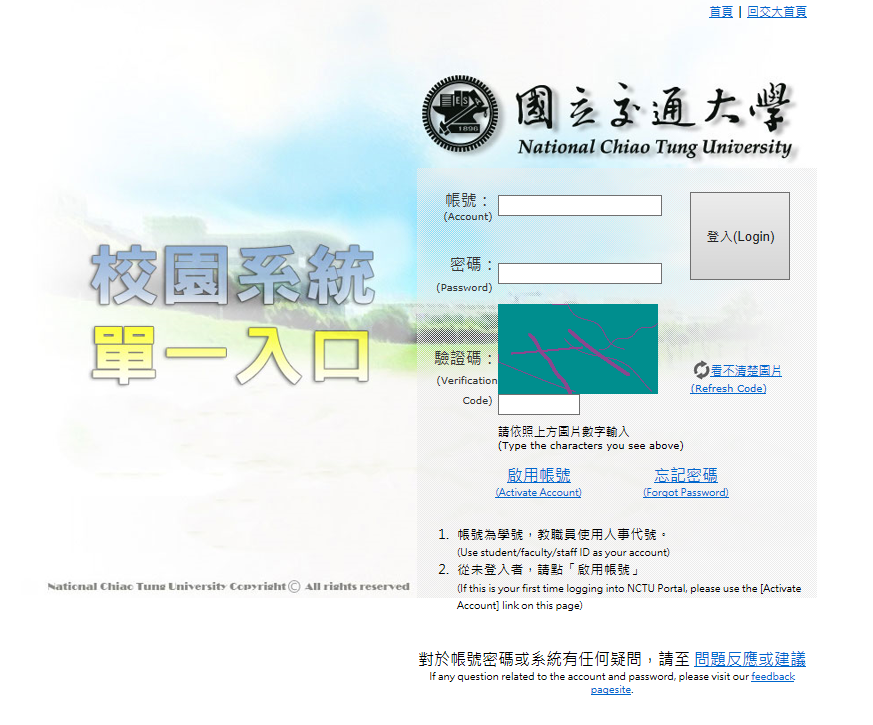 首頁 | 回交大首頁
1896
國立交通大學
National Chiao Tung University
帳號：
(Account)
登入(Login)
密碼：
(Password)
校園系統
單一入口
驗證碼：
(Verification
Code)
看不清楚圖片
(Refresh Code)
請依照上方圖片數字輸入
(Type the characters you see above)
啟用帳號
(Activate Account)
忘記密碼
(Forgot Password)
1. 帳號為學號，教職員使用人事代號。
(Use student/faculty/staff ID as your account)
2. 從未登入者，請點「啟用帳號」
(If this is your first time logging into NCTU Portal, please use the [Activate
Account] link on this page)
National Chiao Tung University Copyright© All rights reserved
對於帳號密碼或系統有任何疑問，請至 問題反應或建議
If any question related to the account and password, please visit our feedback
pagesite.